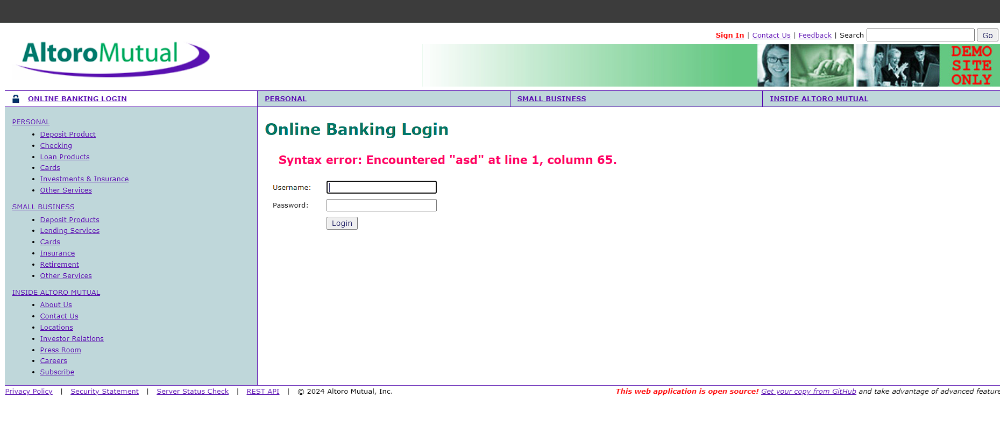 Sign In | Contact Us | Feedback | Search Go
AltoroMutual
DEMO
SITE
ONLY
ONLINE BANKING LOGIN
PERSONAL
SMALL BUSINESS
INSIDE ALTORO MUTUAL
PERSONAL
Deposit Product
Checking
Loan Products
Cards
Investments & Insurance
Other Services
SMALL BUSINESS
Deposit Products
Lending Services
Cards
Insurance
Retirement
Other Services
INSIDE ALTORO MUTUAL
About Us
Contact Us
Locations
Investor Relations
Press Room
Careers
Subscribe
Online Banking Login
Syntax error: Encountered "asd" at line 1, column 65.
Username:
Password:
Login
Privacy Policy | Security Statement | Server Status Check | REST API | © 2024 Altoro Mutual, Inc.
This web application is open source! Get your copy from GitHub and take advantage of advanced feature